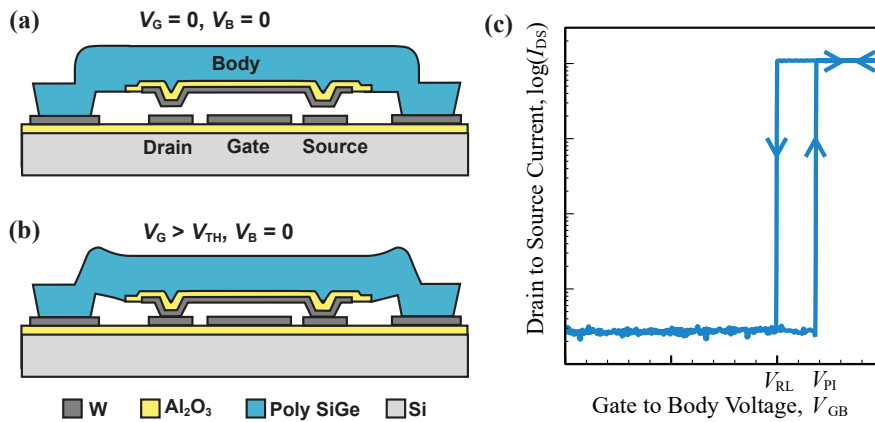 (a)
V_G = 0, V_B = 0
Body
Drain Gate Source
(b)
V_G > V_TH, V_B = 0
W Al₂O₃ Poly SiGe Si
(c)
Drain to Source Current, log(I_DS)
V_RL V_PI
Gate to Body Voltage, V_GB